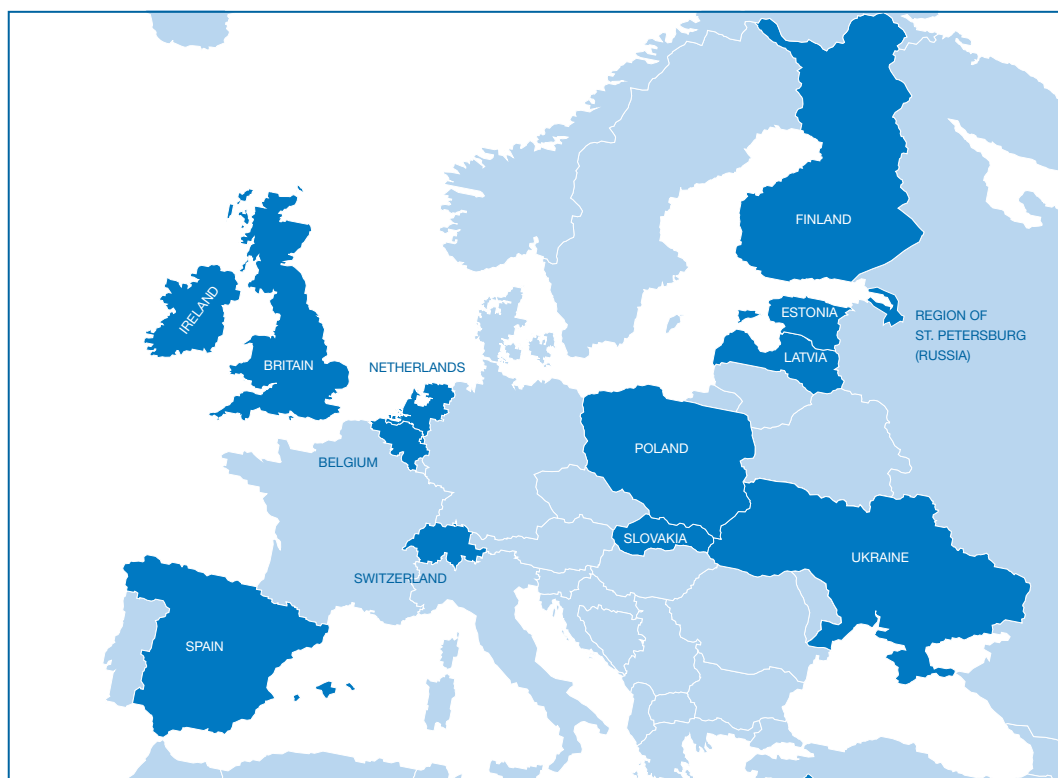 FINLAND
ESTONIA
REGION OF
ST. PETERSBURG
(RUSSIA)
IRELAND
LATVIA
BRITAIN
NETHERLANDS
POLAND
BELGIUM
SLOVAKIA
UKRAINE
SWITZERLAND
SPAIN